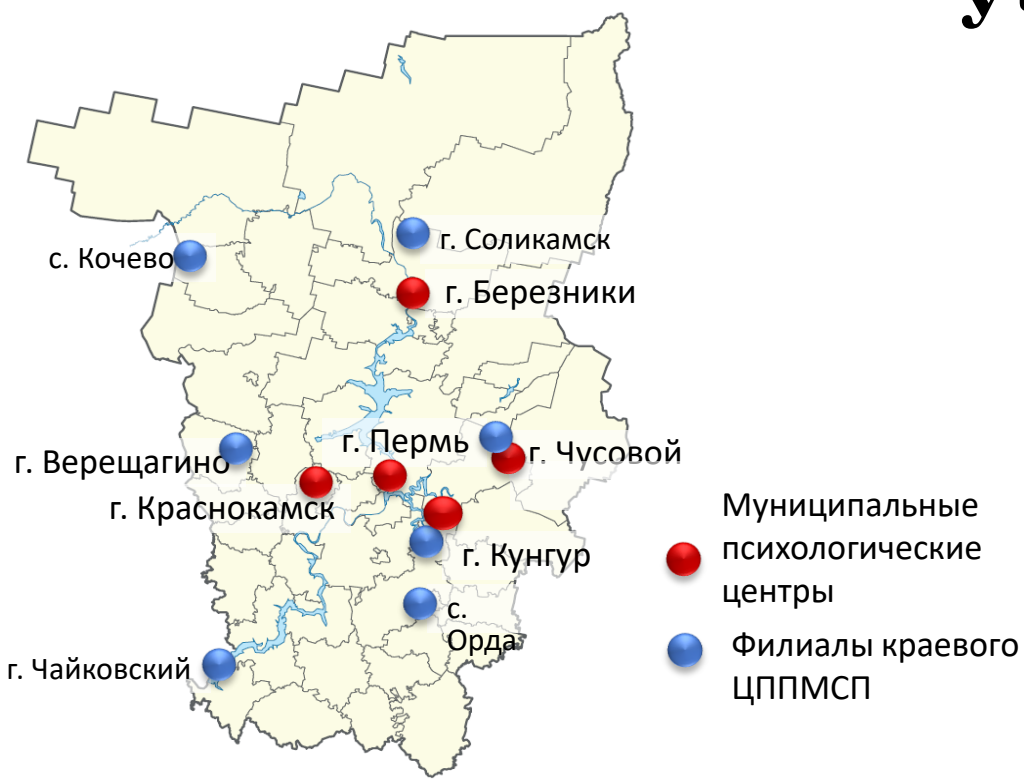 г. Соликамск
с. Кочево
г. Березники
г. Пермь
г. Чусовой
г. Верещагино
г. Краснокамск
г. Кунгур
с.
Орда
г. Чайковский
Муниципальные
психологические
центры
Филиалы краевого
ЦППМСП